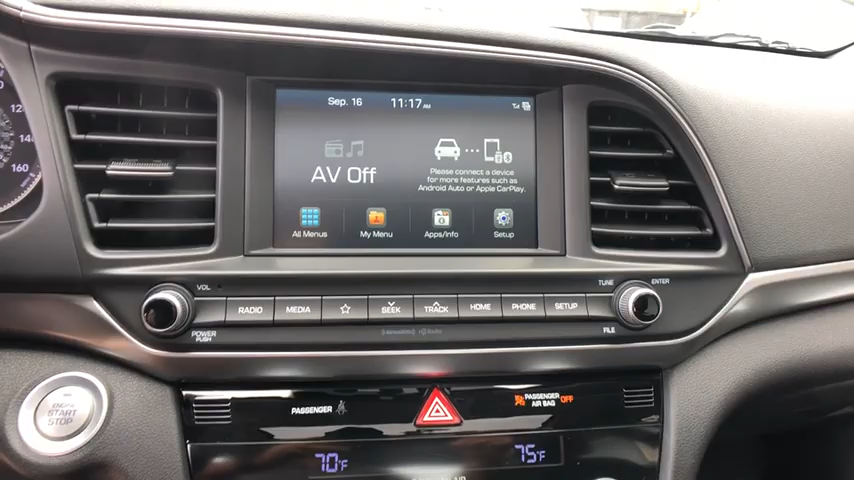 Sep. 16 11:17 AM
AV Off
Please connect a device
for more features such as
Android Auto or Apple CarPlay.
All Menus My Menu Apps/Info Setup
160
VOL
TUNE ENTER
RADIO MEDIA SEEK TRACK HOME PHONE SETUP
POWER
PUSH
FILE
ENGINE
START
STOP
PASSENGER
PASSENGER
AIR BAG OFF
70°F 75°F